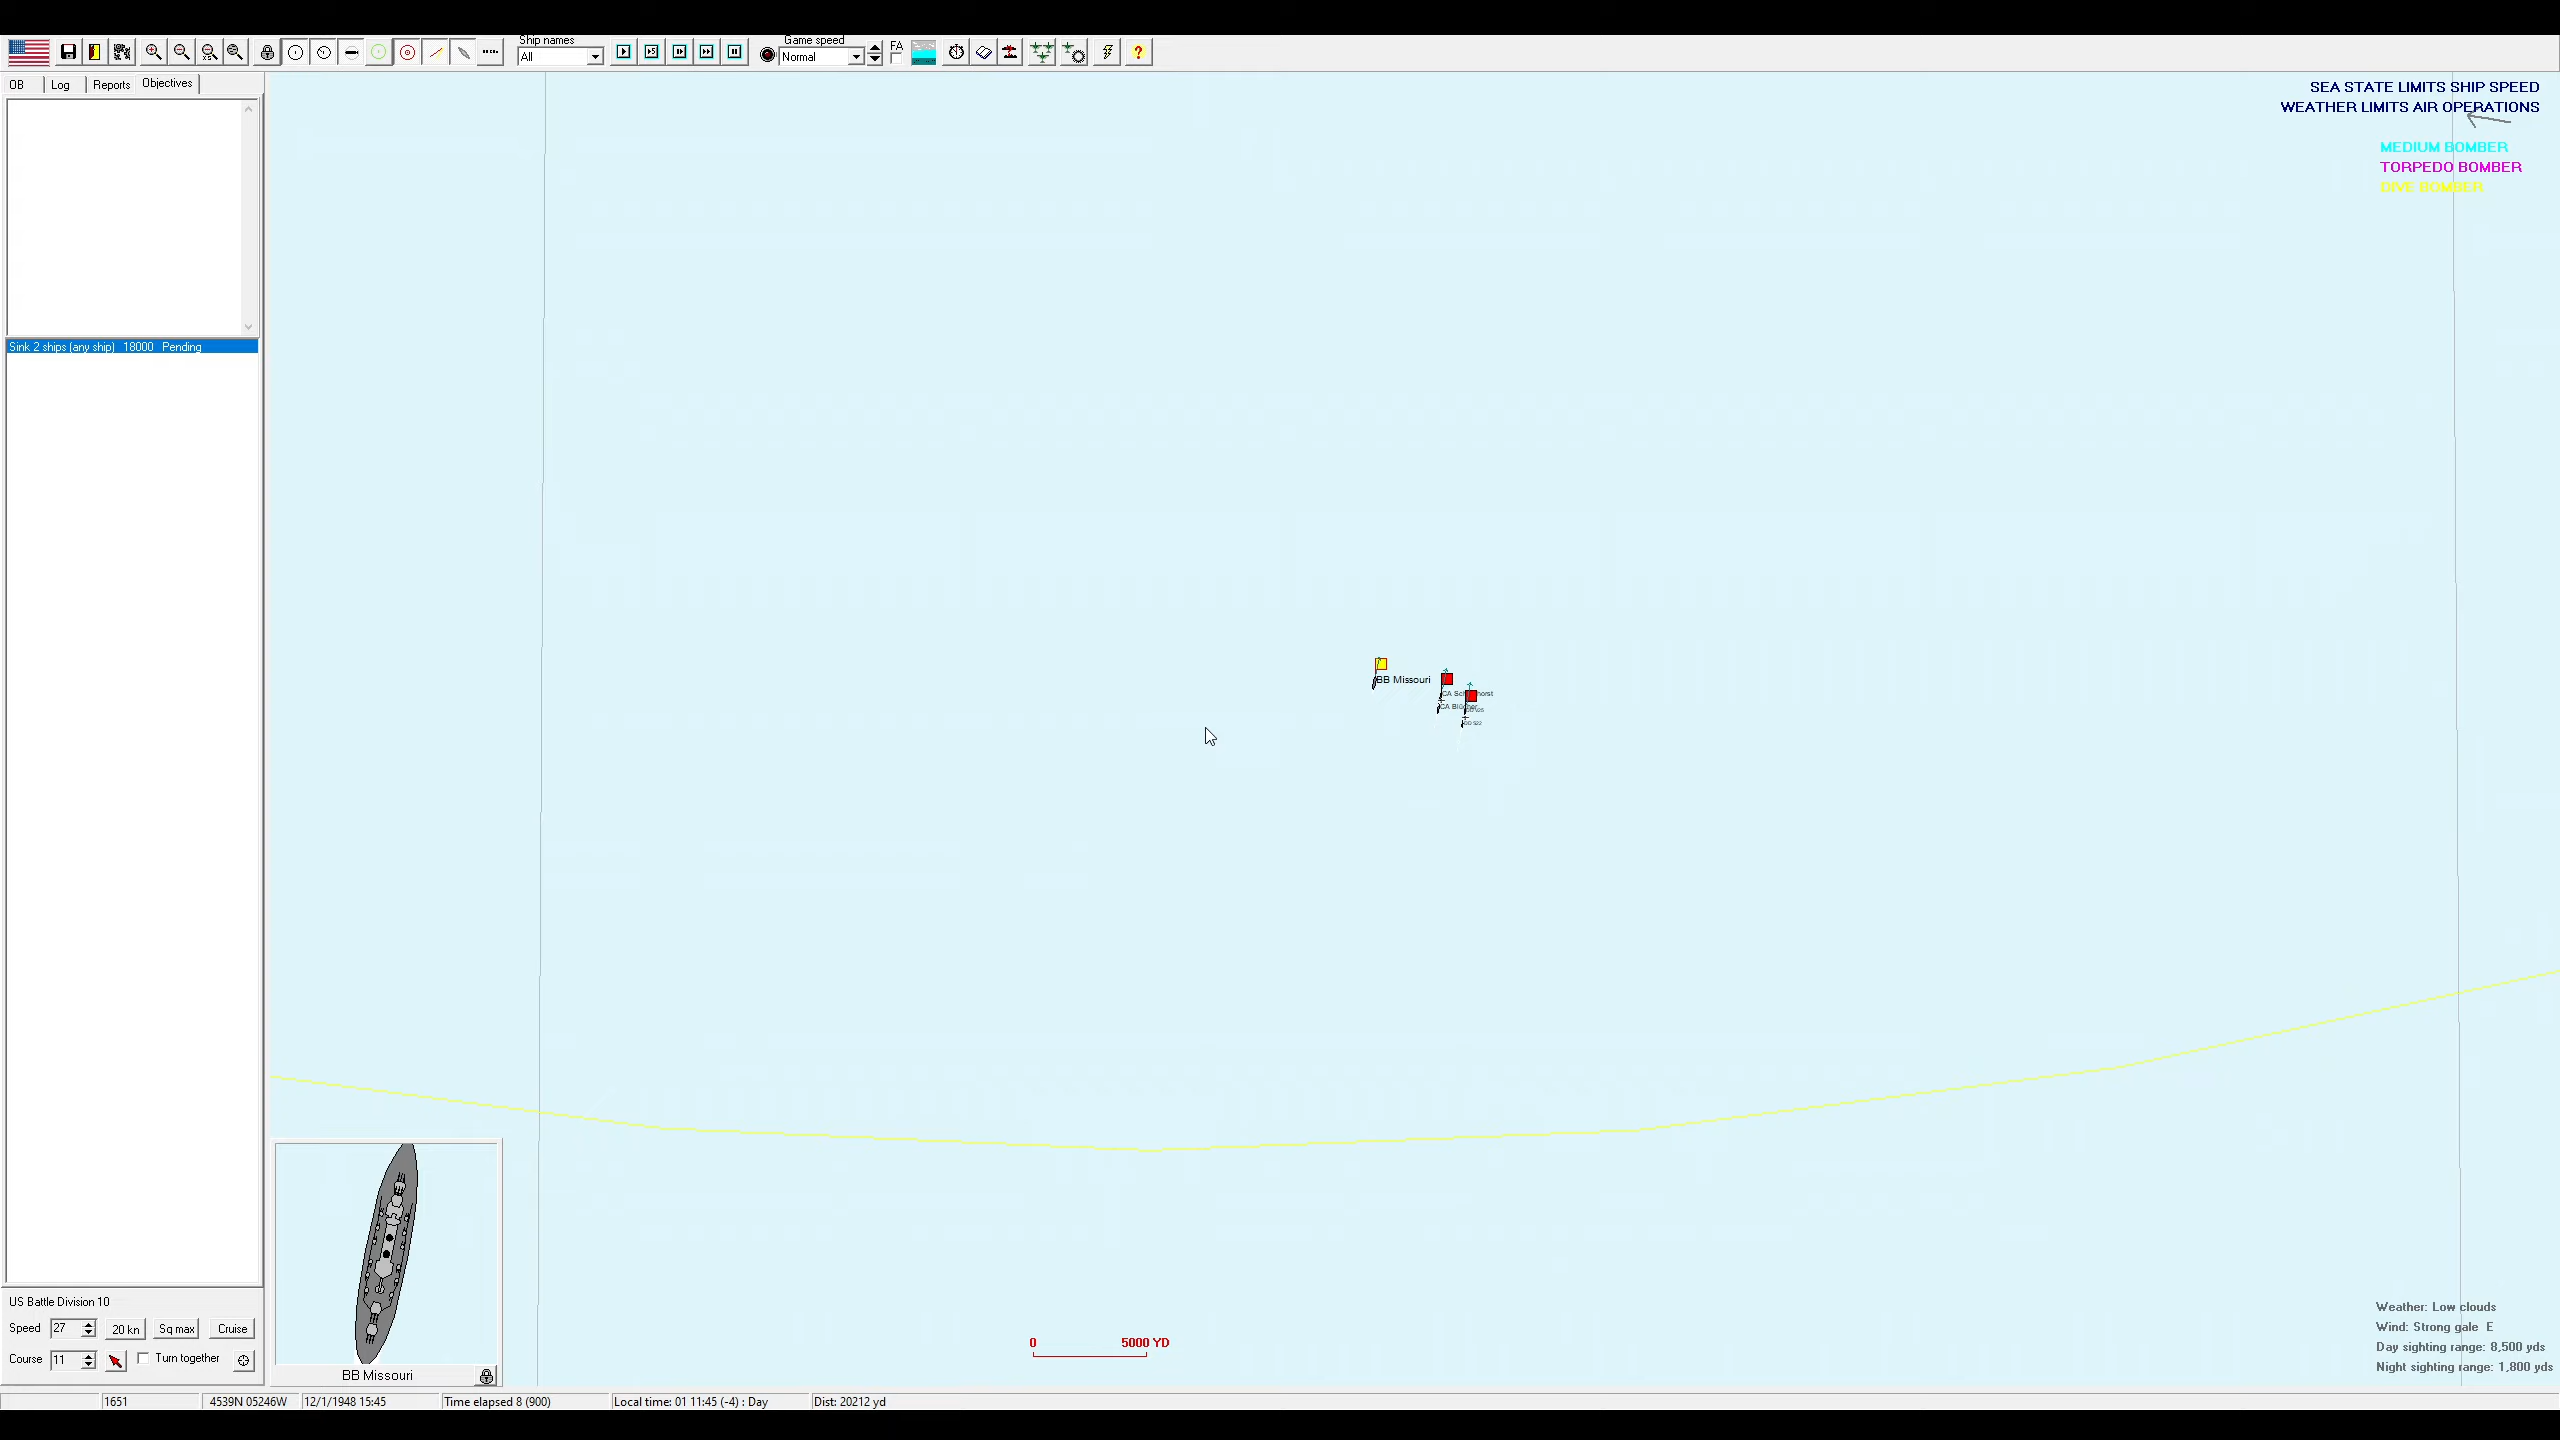 Ship names
All
Game speed
Normal
FA
OB
Log
Reports
Objectives
Sink 2 ships (any ship) 18000 Pending
SEA STATE LIMITS SHIP SPEED
WEATHER LIMITS AIR OPERATIONS
MEDIUM BOMBER
TORPEDO BOMBER
DIVE BOMBER
BB Missouri
US Battle Division 10
Speed 27 20 kn Sq max Cruise
Course 11 Turn together
BB Missouri
0 5000 YD
Weather: Low clouds
Wind: Strong gale E
Day sighting range: 8,500 yds
Night sighting range: 1,800 yds
1651 4539N 05246W 12/1/1948 15:45 Time elapsed 8 (900) Local time: 01 11:45 (-4) : Day Dist: 20212 yd